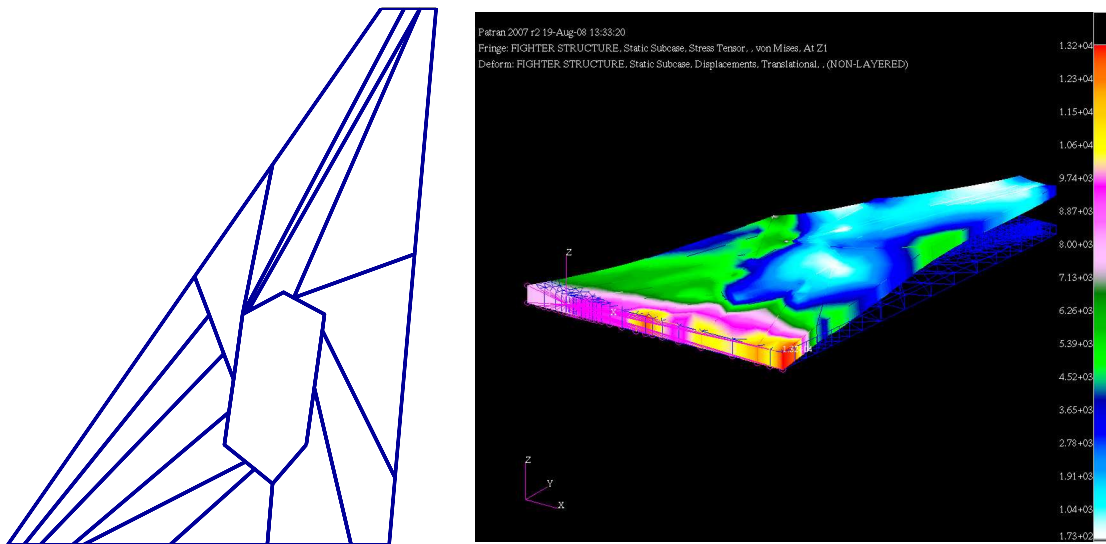 Patran 2007 r2 19-Aug-08 13:33:20
Fringe: FIGHTER STRUCTURE, Static Subcase, Stress Tensor, , von Mises, At Z1
Deform: FIGHTER STRUCTURE, Static Subcase, Displacements, Translational, , (NON-LAYERED)
1.32+04
1.23+04
1.15+04
1.06+04
9.74+03
8.87+03
8.00+03
7.13+03
6.26+03
5.39+03
4.52+03
3.65+03
2.78+03
1.91+03
1.04+03
1.73+02
Z
X
Z
Y
X